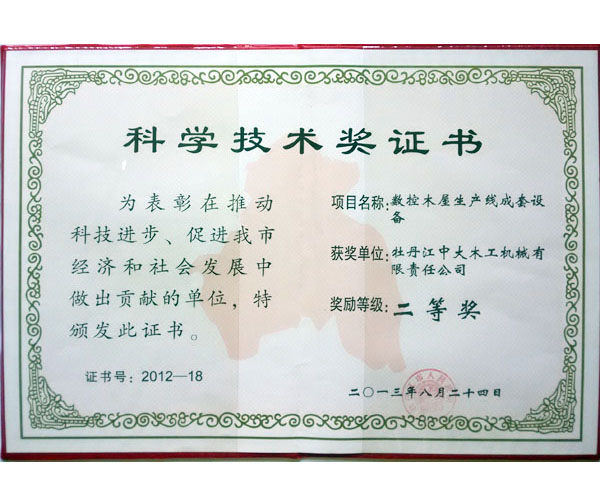 科学技术奖证书
为表彰在推动
科技进步、促进我市
经济和社会发展中
做出贡献的单位，特
颁发此证书。
证书号：2012—18
项目名称：数控木屋生产线成套设
备
获奖单位：牡丹江中大木工机械有
限责任公司
奖励等级：二等奖
二〇一三年八月二十四日